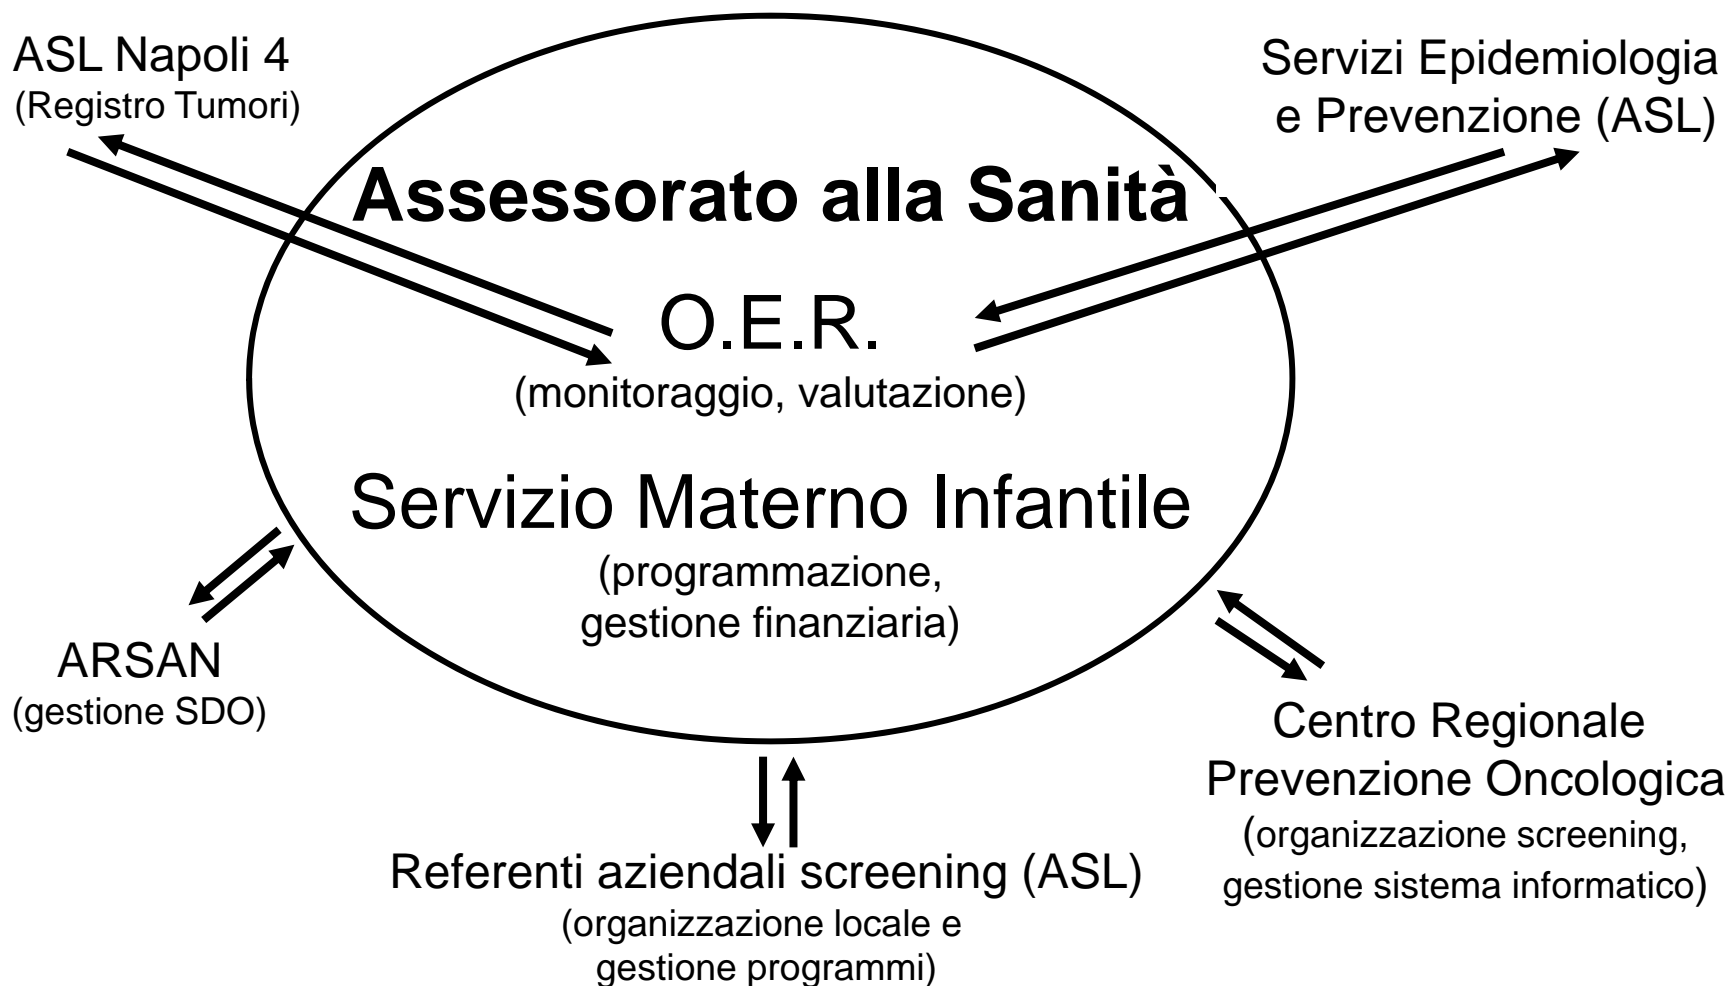 ASL Napoli 4
(Registro Tumori)
Servizi Epidemiologia
e Prevenzione (ASL)
Assessorato alla Sanità
O.E.R.
(monitoraggio, valutazione)
Servizio Materno Infantile
(programmazione,
gestione finanziaria)
ARSAN
(gestione SDO)
Centro Regionale
Prevenzione Oncologica
(organizzazione screening,
gestione sistema informatico)
Referenti aziendali screening (ASL)
(organizzazione locale e
gestione programmi)